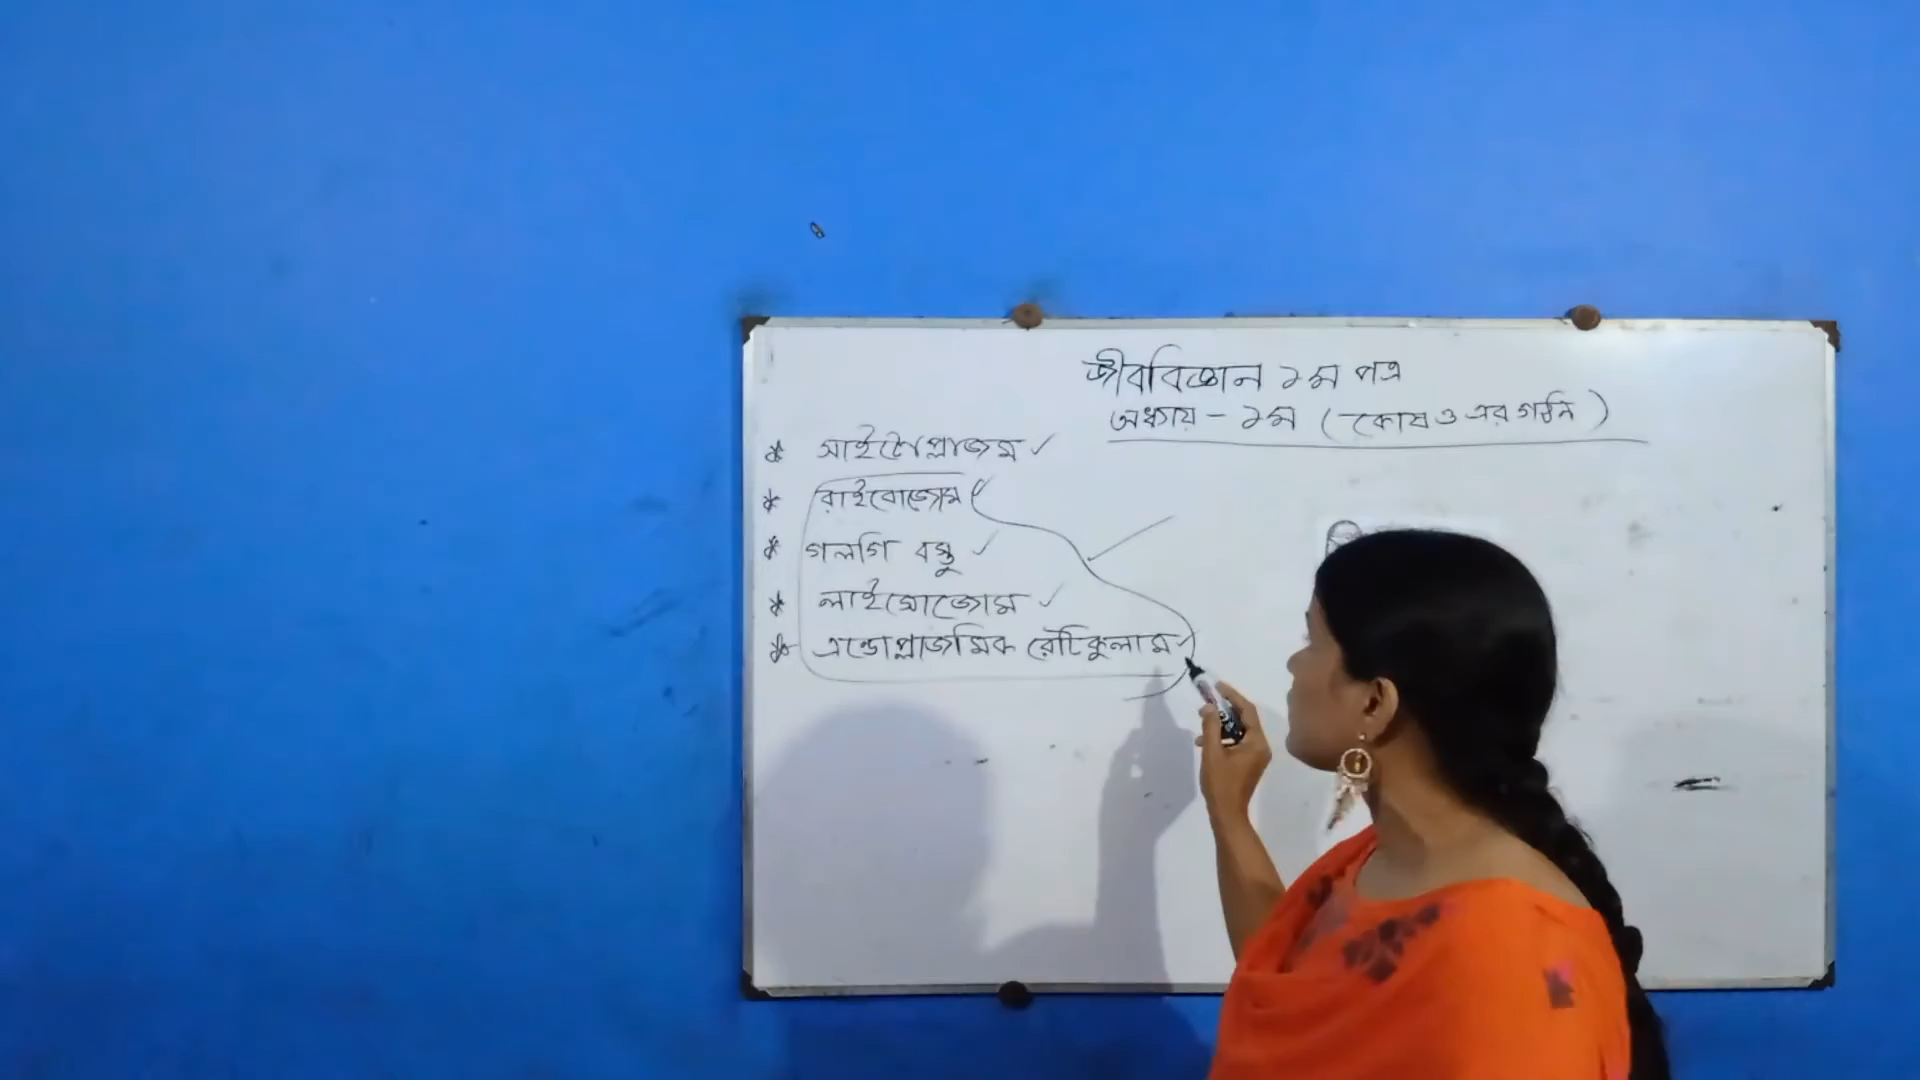 জীববিজ্ঞান ১ম পত্র
অধ্যায় - ১ম (কোষ ও এর গঠন)
* সাইটোপ্লাজম ✓
* রাইবোজোম ✓
* গলগি বস্তু ✓
* লাইসোজোম ✓
* এন্ডোপ্লাজমিক রেটিকুলাম ✓